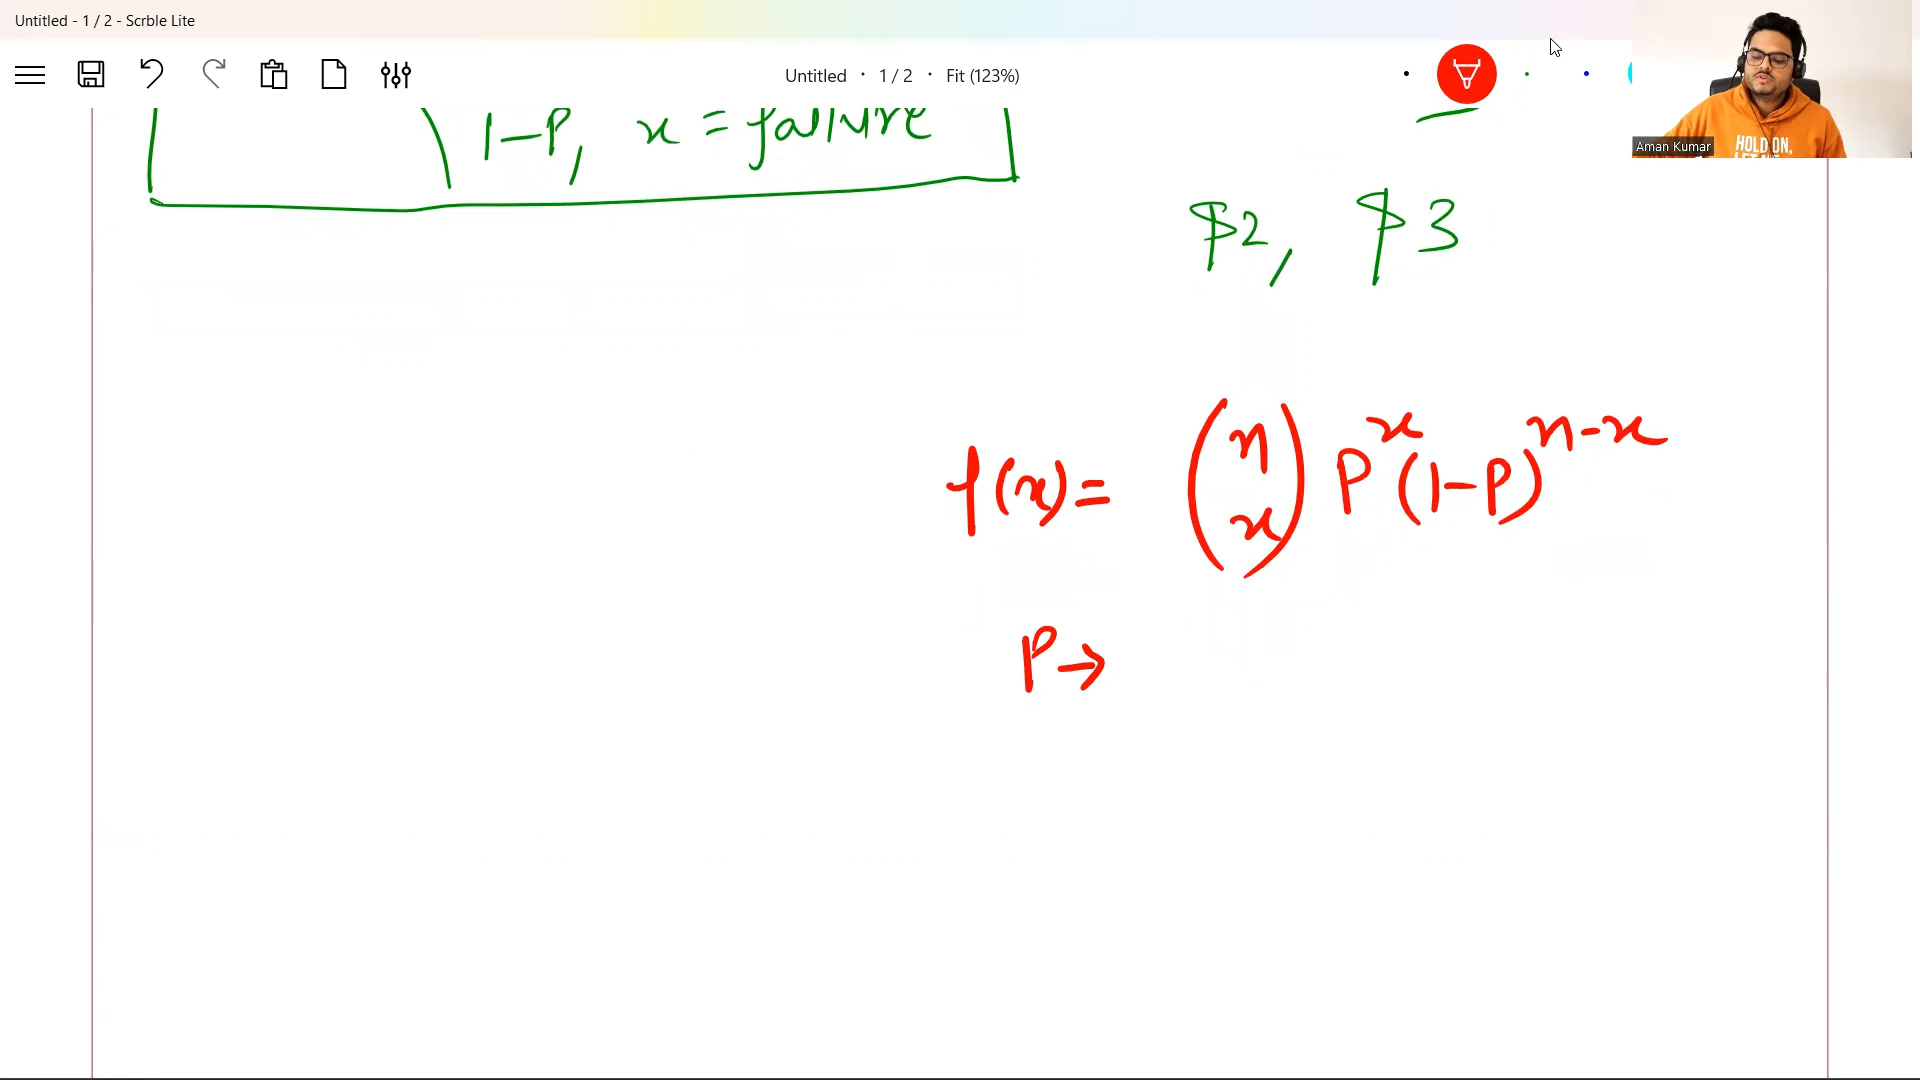 Untitled - 1 / 2 - Scrble Lite
Untitled • 1 / 2 • Fit (123%)
HOLD ON,
Aman Kumar
1-P, x = failure
$2, $3
f(x) = (n x) P^x (1-P)^n-x
P →